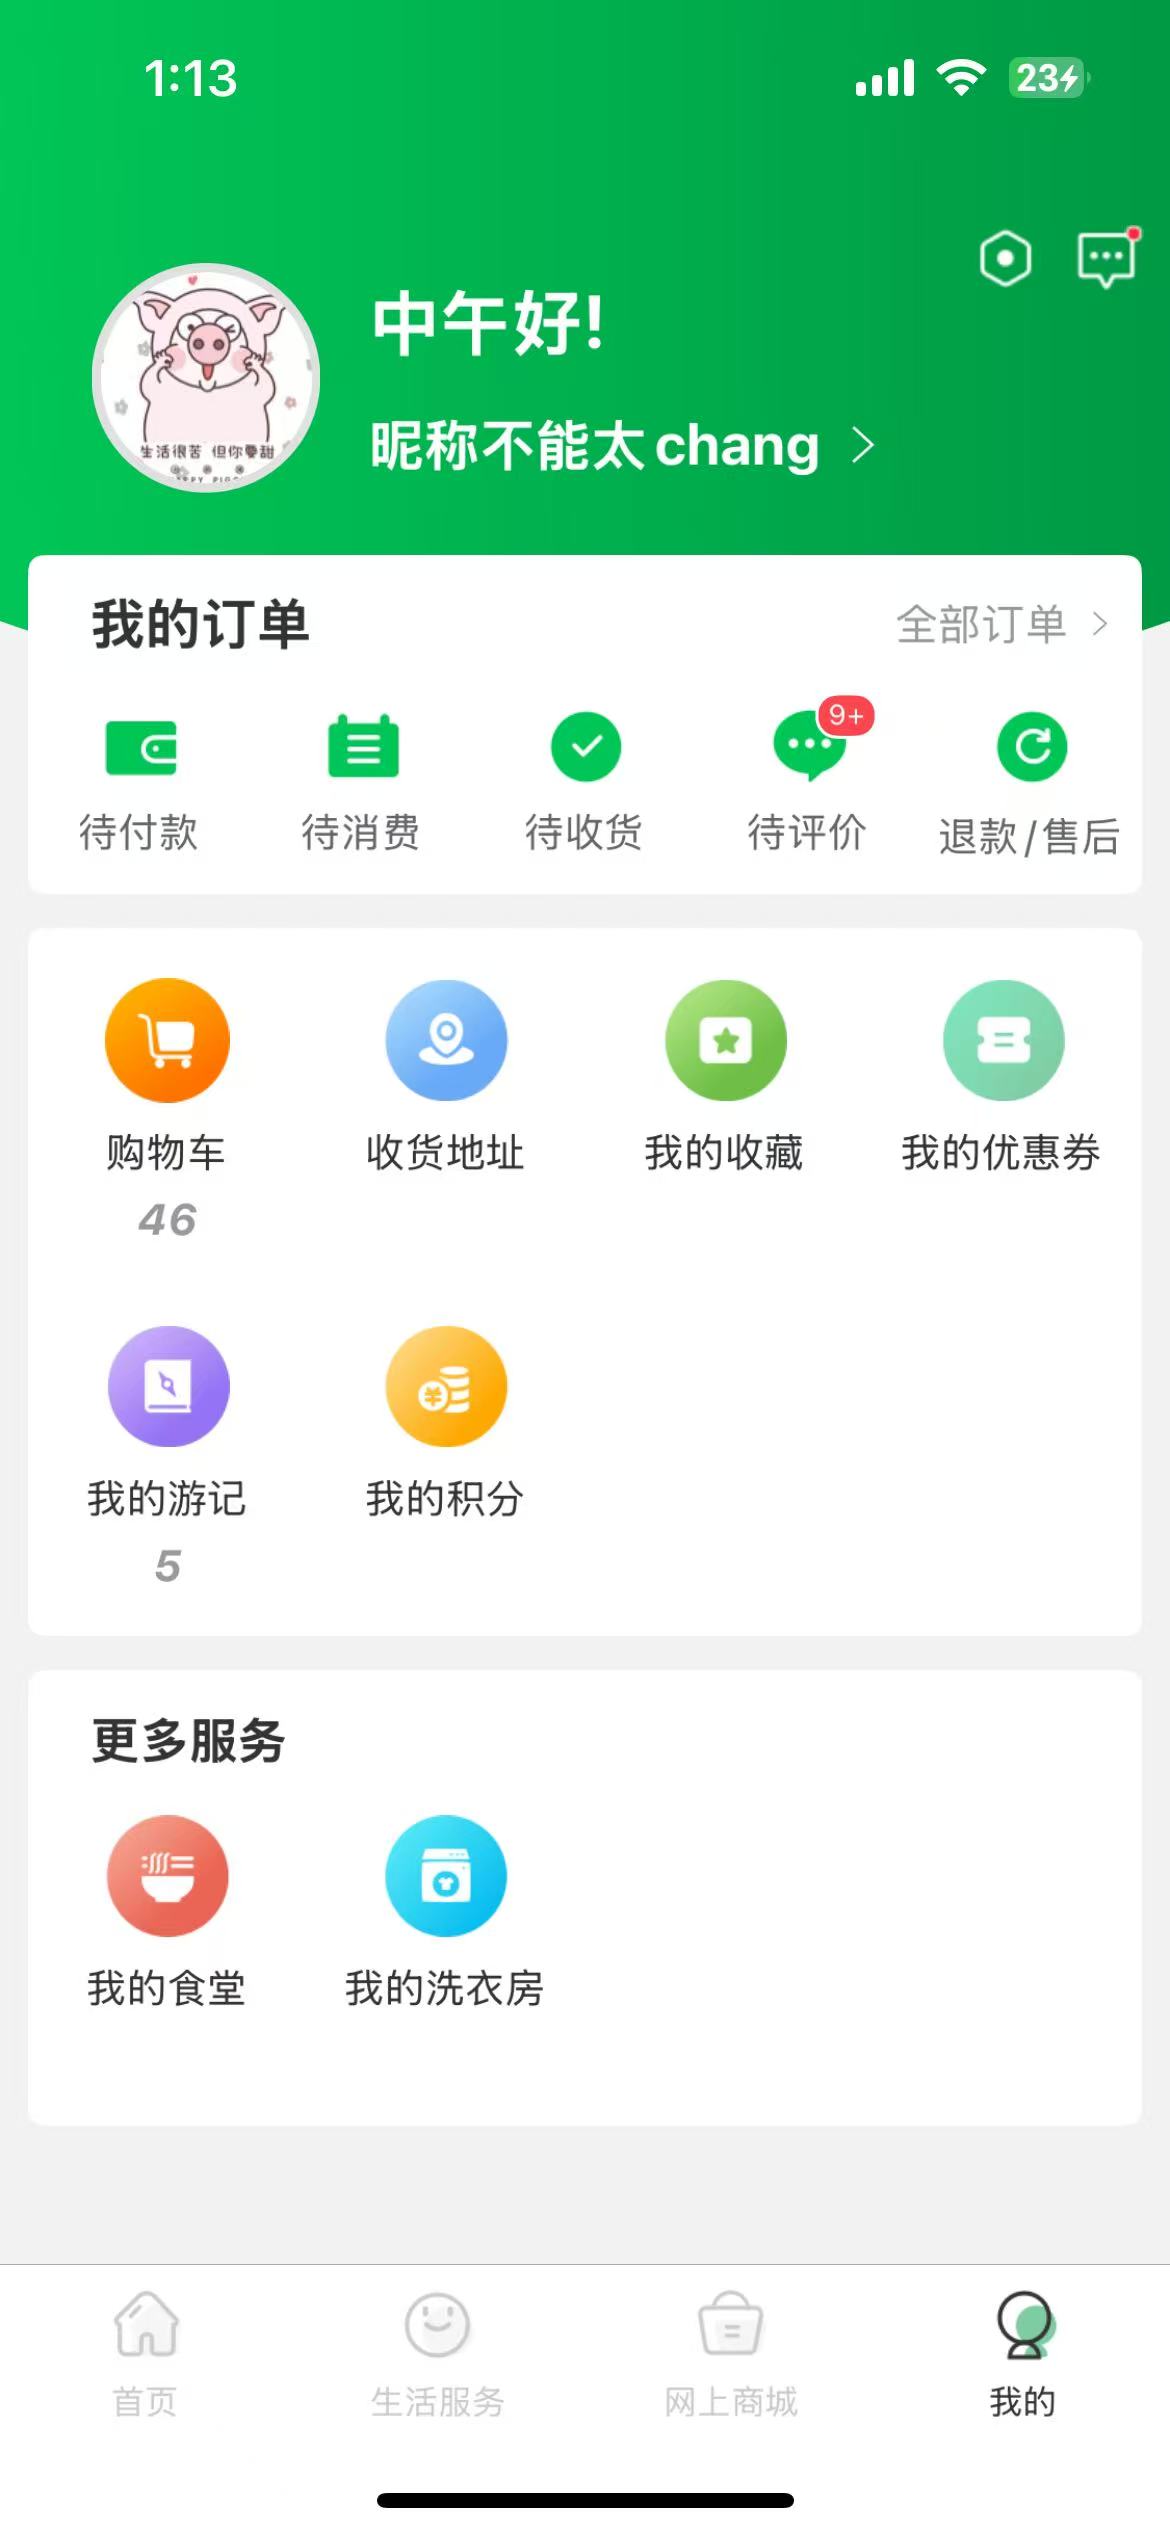 1:13
23
中午好!
昵称不能太chang
生活很苦 但你要甜
我的订单
全部订单
9+
待付款
待消费
待收货
待评价
退款/售后
购物车
收货地址
我的收藏
我的优惠券
46
我的游记
我的积分
5
更多服务
我的食堂
我的洗衣房
首页
生活服务
网上商城
我的